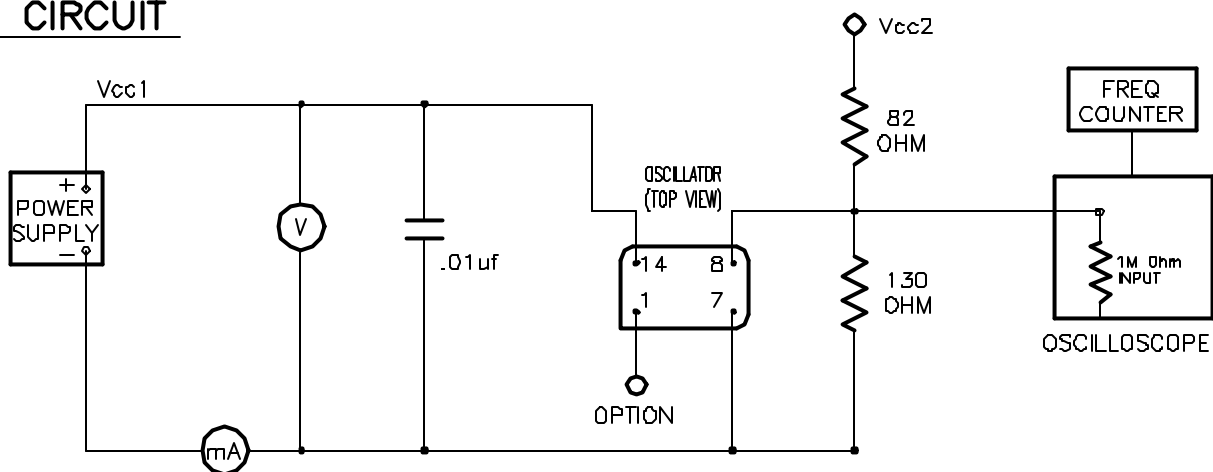 CIRCUIT
Vcc2
Vcc1
FREQ
COUNTER
82
OHM
OSCILLATOR
(TOP VIEW)
+
POWER
SUPPLY
−
V
.01uf
14
8
1
7
1M Ohm
INPUT
130
OHM
OSCILLOSCOPE
OPTION
mA